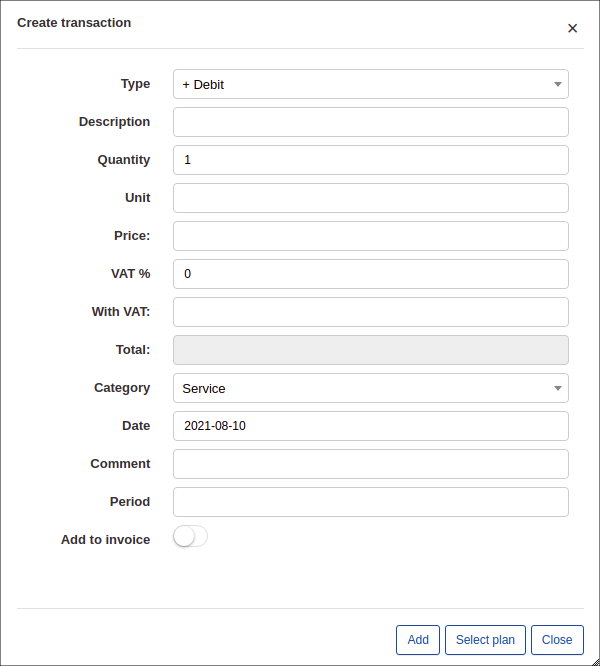 Create transaction ×
Type + Debit
Description
Quantity 1
Unit
Price:
VAT % 0
With VAT:
Total:
Category Service
Date 2021-08-10
Comment
Period
Add to invoice
Add Select plan Close